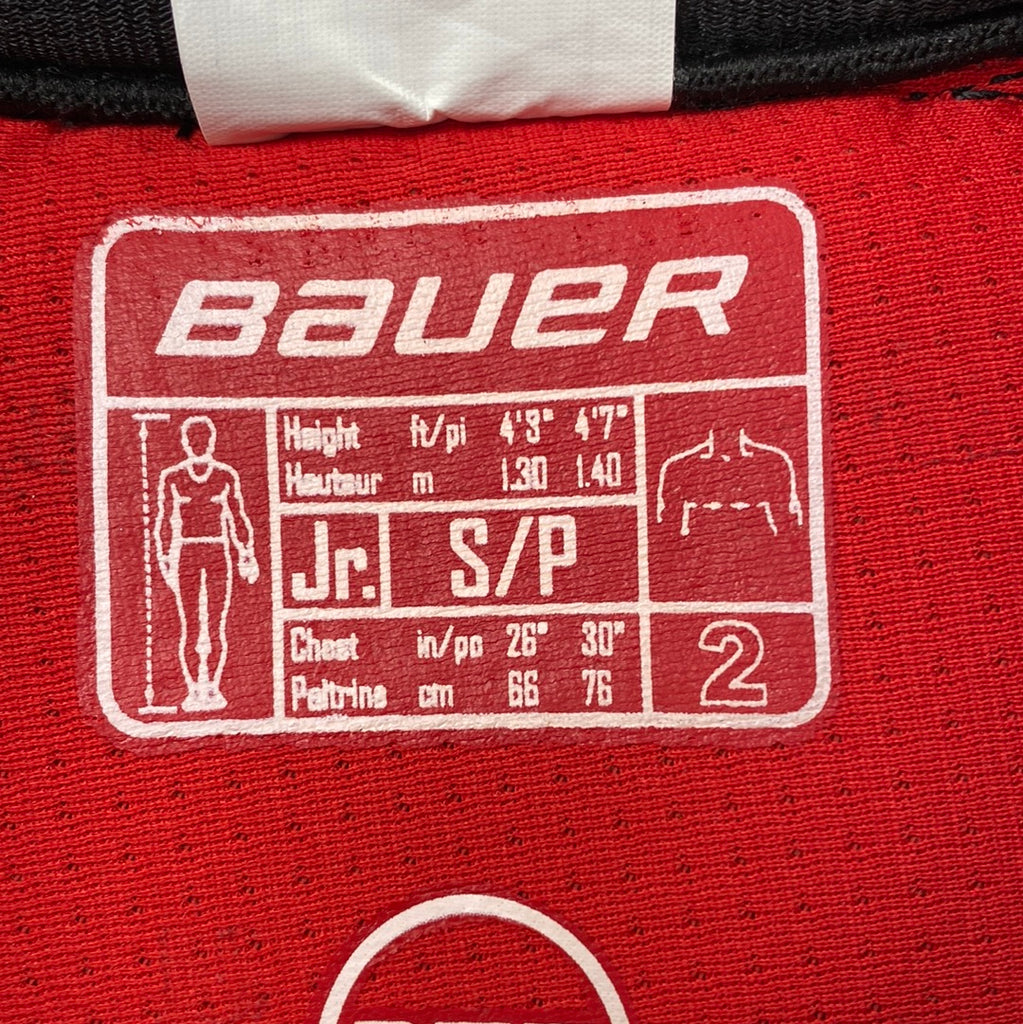 BAUER
Height ft/pi 4'3" 4'7"
Hauteur m 1.30 1.40
Jr. S/P
Chest in/po 26" 30"
Poitrine cm 66 76
2